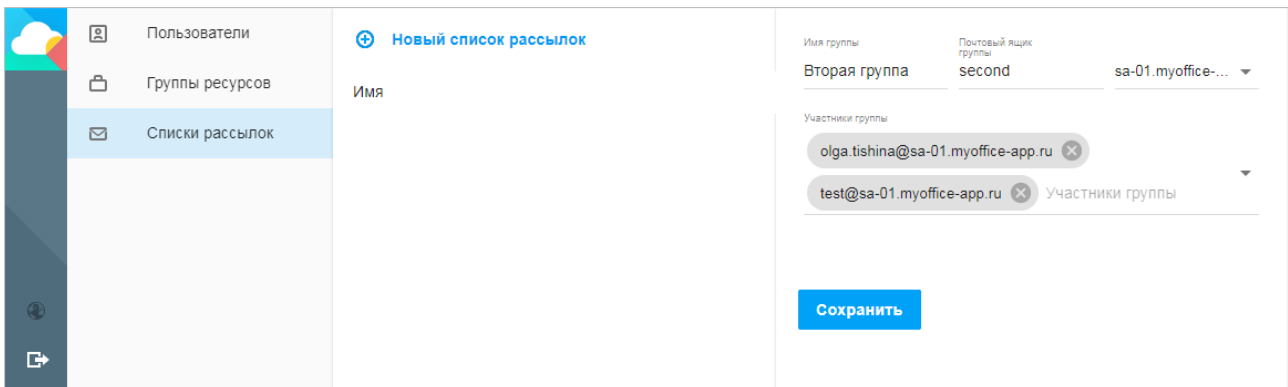 Пользователи
Группы ресурсов
Списки рассылок
Новый список рассылок
Имя
Имя группы
Почтовый ящик
группы
Вторая группа
second
sa-01.myoffice-...
Участники группы
olga.tishina@sa-01.myoffice-app.ru
test@sa-01.myoffice-app.ru Участники группы
Сохранить